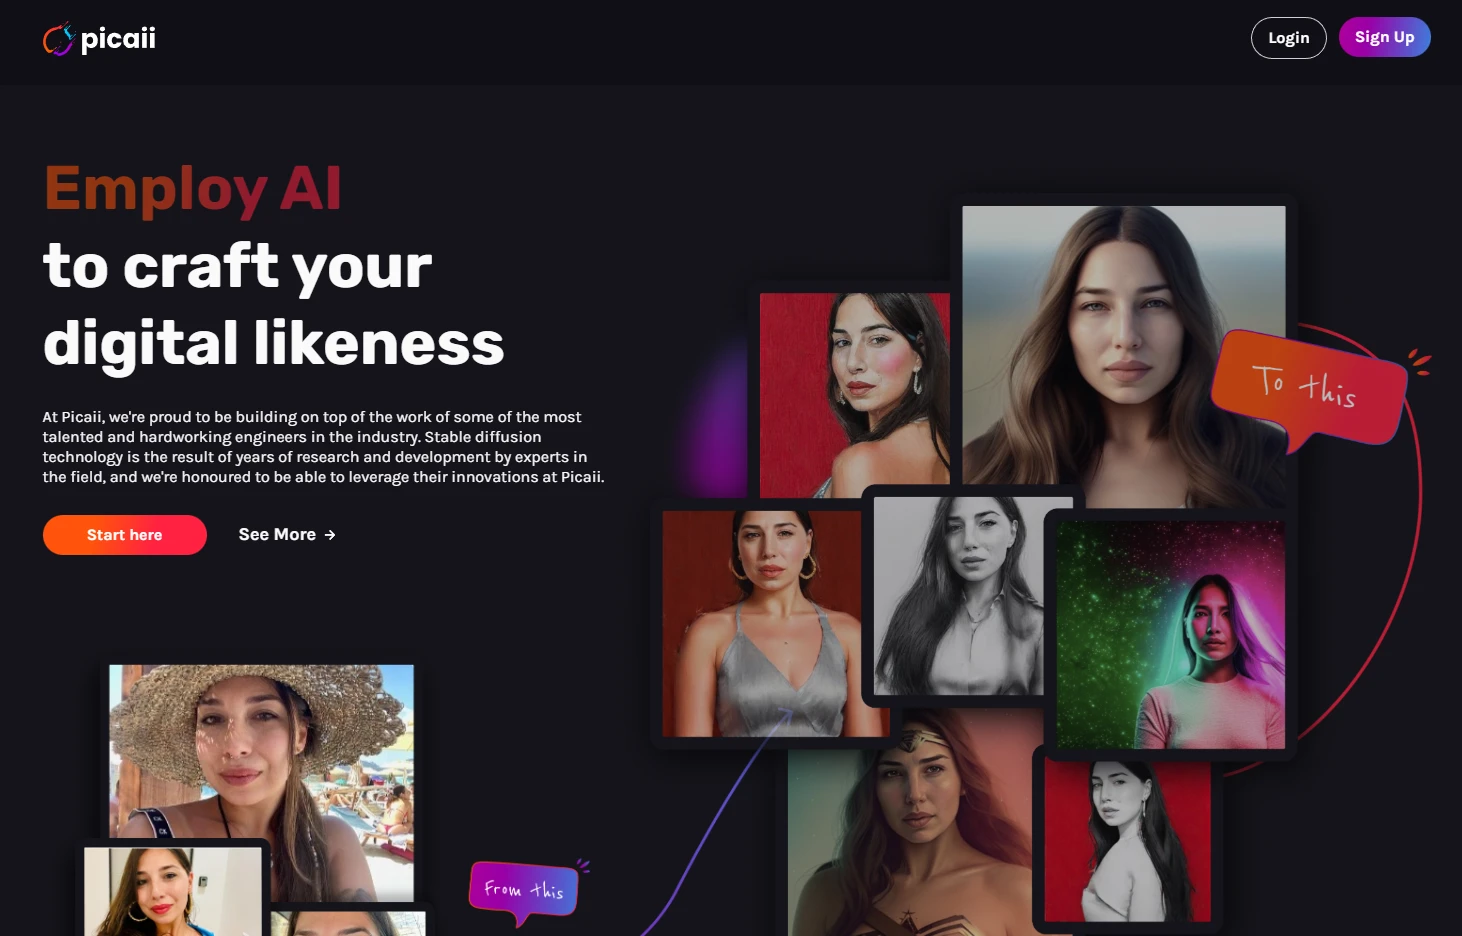 picaii
Login
Sign Up
Employ AI
to craft your
digital likeness
At Picaii, we're proud to be building on top of the work of some of the most
talented and hardworking engineers in the industry. Stable diffusion
technology is the result of years of research and development by experts in
the field, and we're honoured to be able to leverage their innovations at Picaii.
Start here
See More →
To this
From this